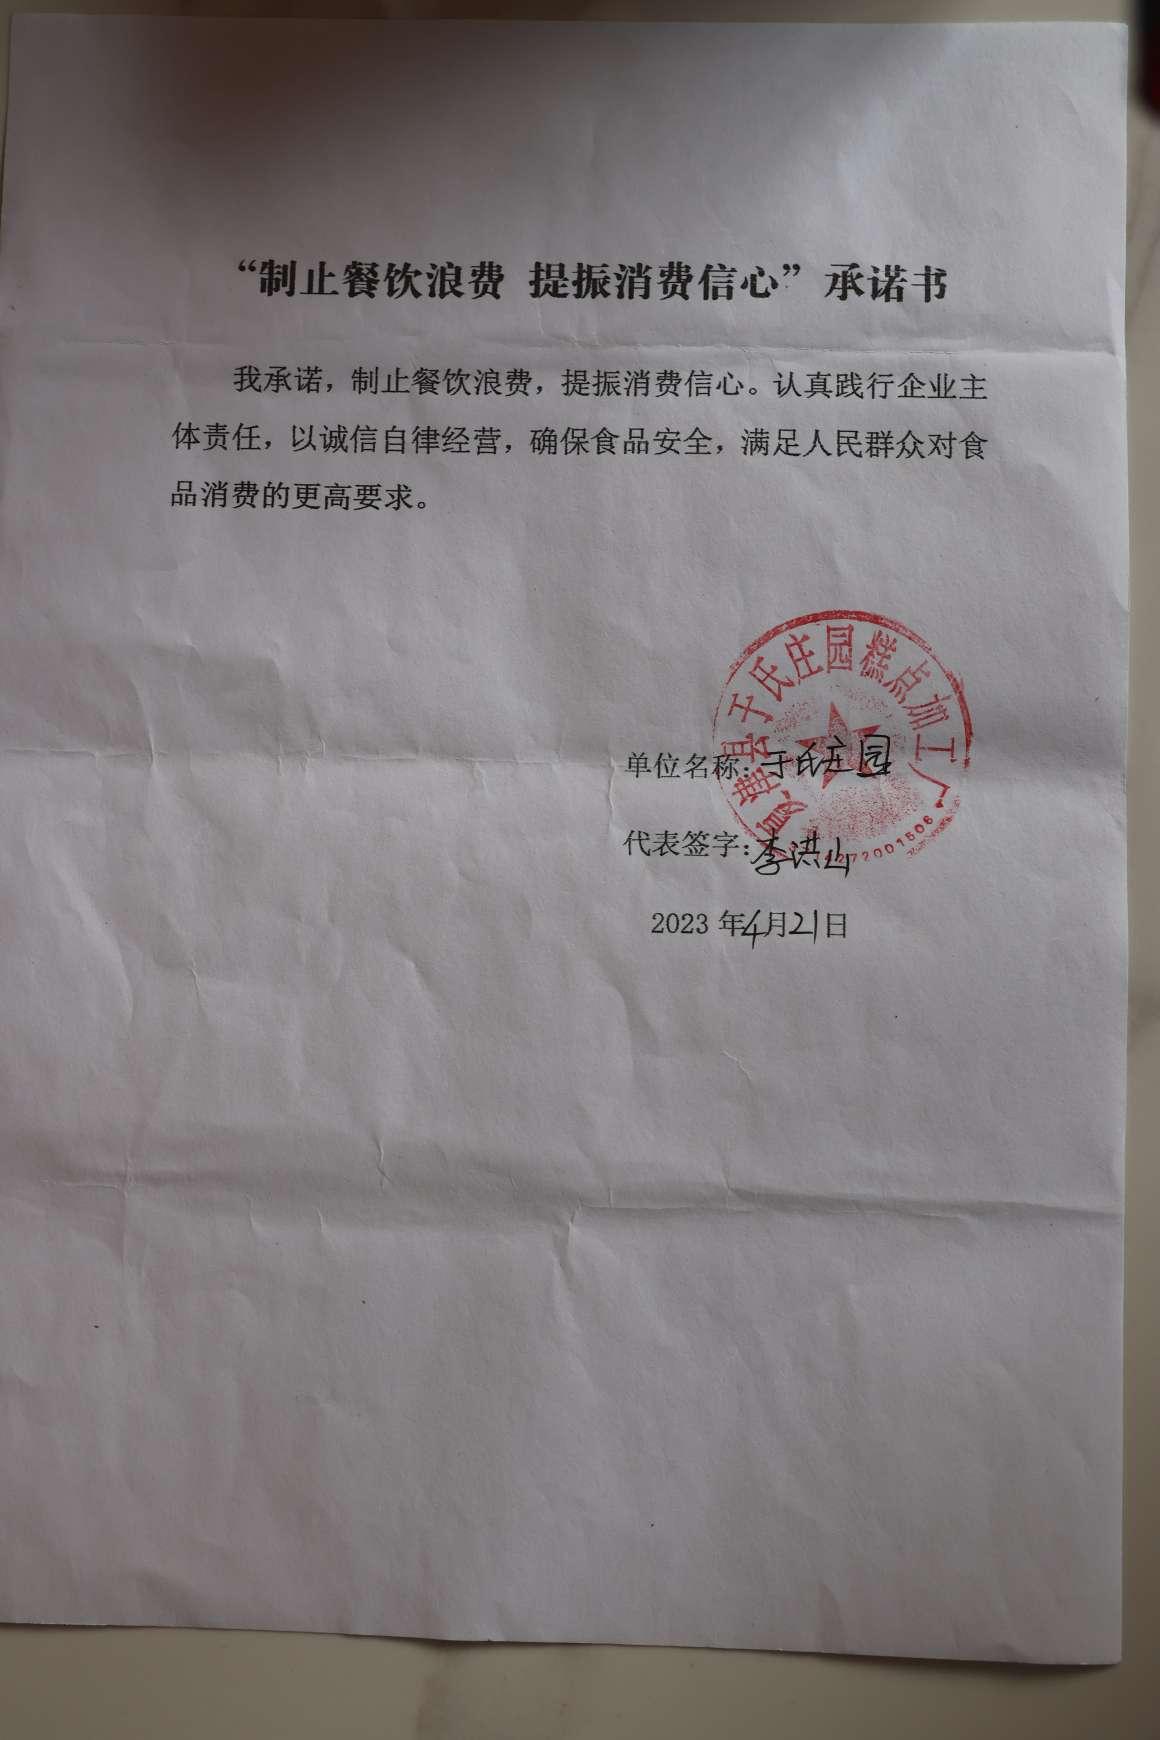 “制止餐饮浪费 提振消费信心”承诺书
我承诺，制止餐饮浪费，提振消费信心。认真践行企业主
体责任，以诚信自律经营，确保食品安全，满足人民群众对食
品消费的更高要求。
夏津县于氏庄园糕点加工厂
单位名称：于氏庄园
代表签字：李洪山
2023年4月21日